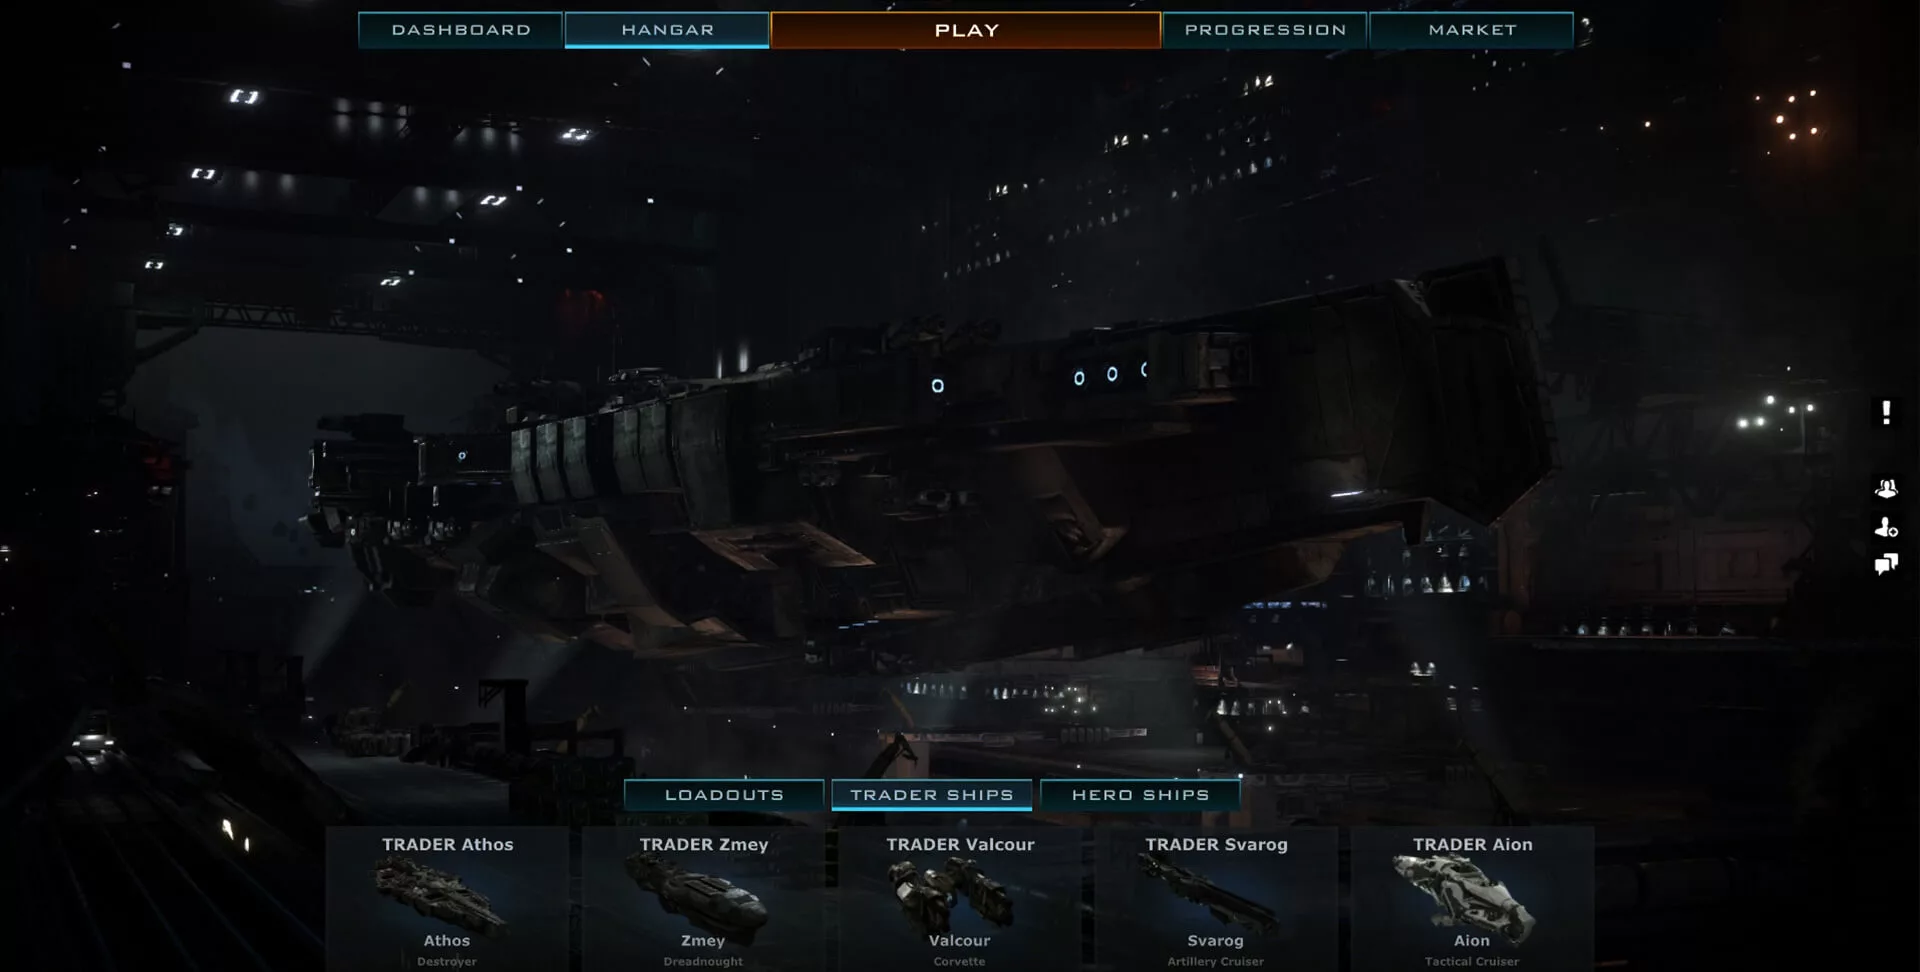 DASHBOARD
HANGAR
PLAY
PROGRESSION
MARKET
LOADOUTS
TRADER SHIPS
HERO SHIPS
TRADER Athos
TRADER Zmey
TRADER Valcour
TRADER Svarog
TRADER Aion
Athos
Zmey
Valcour
Svarog
Aion
Destroyer
Dreadnought
Corvette
Artillery Cruiser
Tactical Cruiser